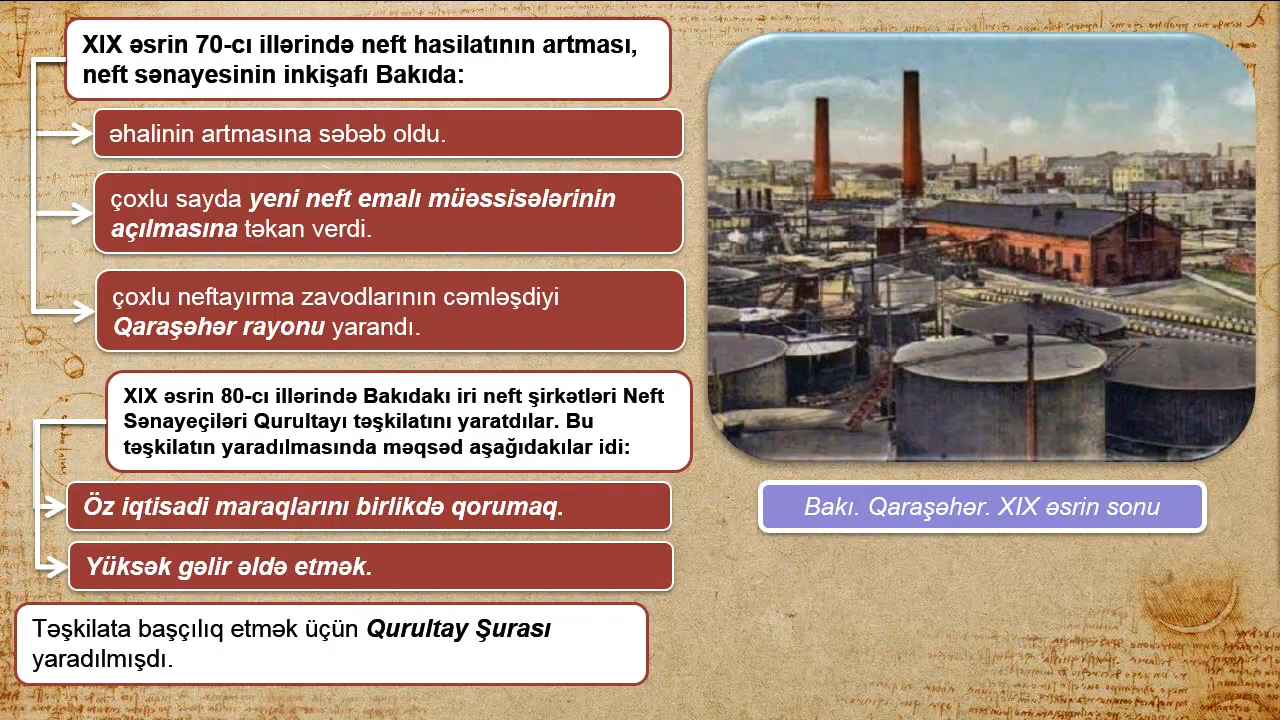 XIX əsrin 70-cı illərində neft hasilatının artması,
neft sənayesinin inkişafı Bakıda:
əhalinin artmasına səbəb oldu.
çoxlu sayda yeni neft emalı müəssisələrinin
açılmasına təkan verdi.
çoxlu neftayırma zavodlarının cəmləşdiyi
Qaraşəhər rayonu yarandı.
XIX əsrin 80-cı illərində Bakıdakı iri neft şirkətləri Neft
Sənayeçiləri Qurultayı təşkilatını yaratdılar. Bu
təşkilatın yaradılmasında məqsəd aşağıdakılar idi:
Öz iqtisadi maraqlarını birlikdə qorumaq.
Yüksək gəlir əldə etmək.
Təşkilata başçılıq etmək üçün Qurultay Şurası
yaradılmışdı.
Bakı. Qaraşəhər. XIX əsrin sonu